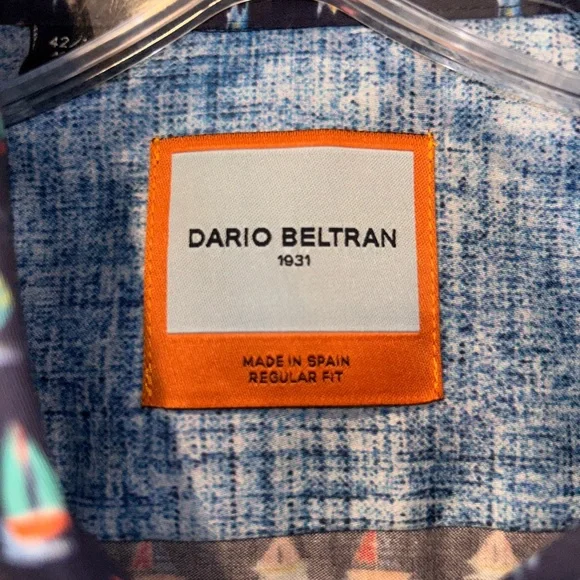 DARIO BELTRAN
1931
MADE IN SPAIN
REGULAR FIT